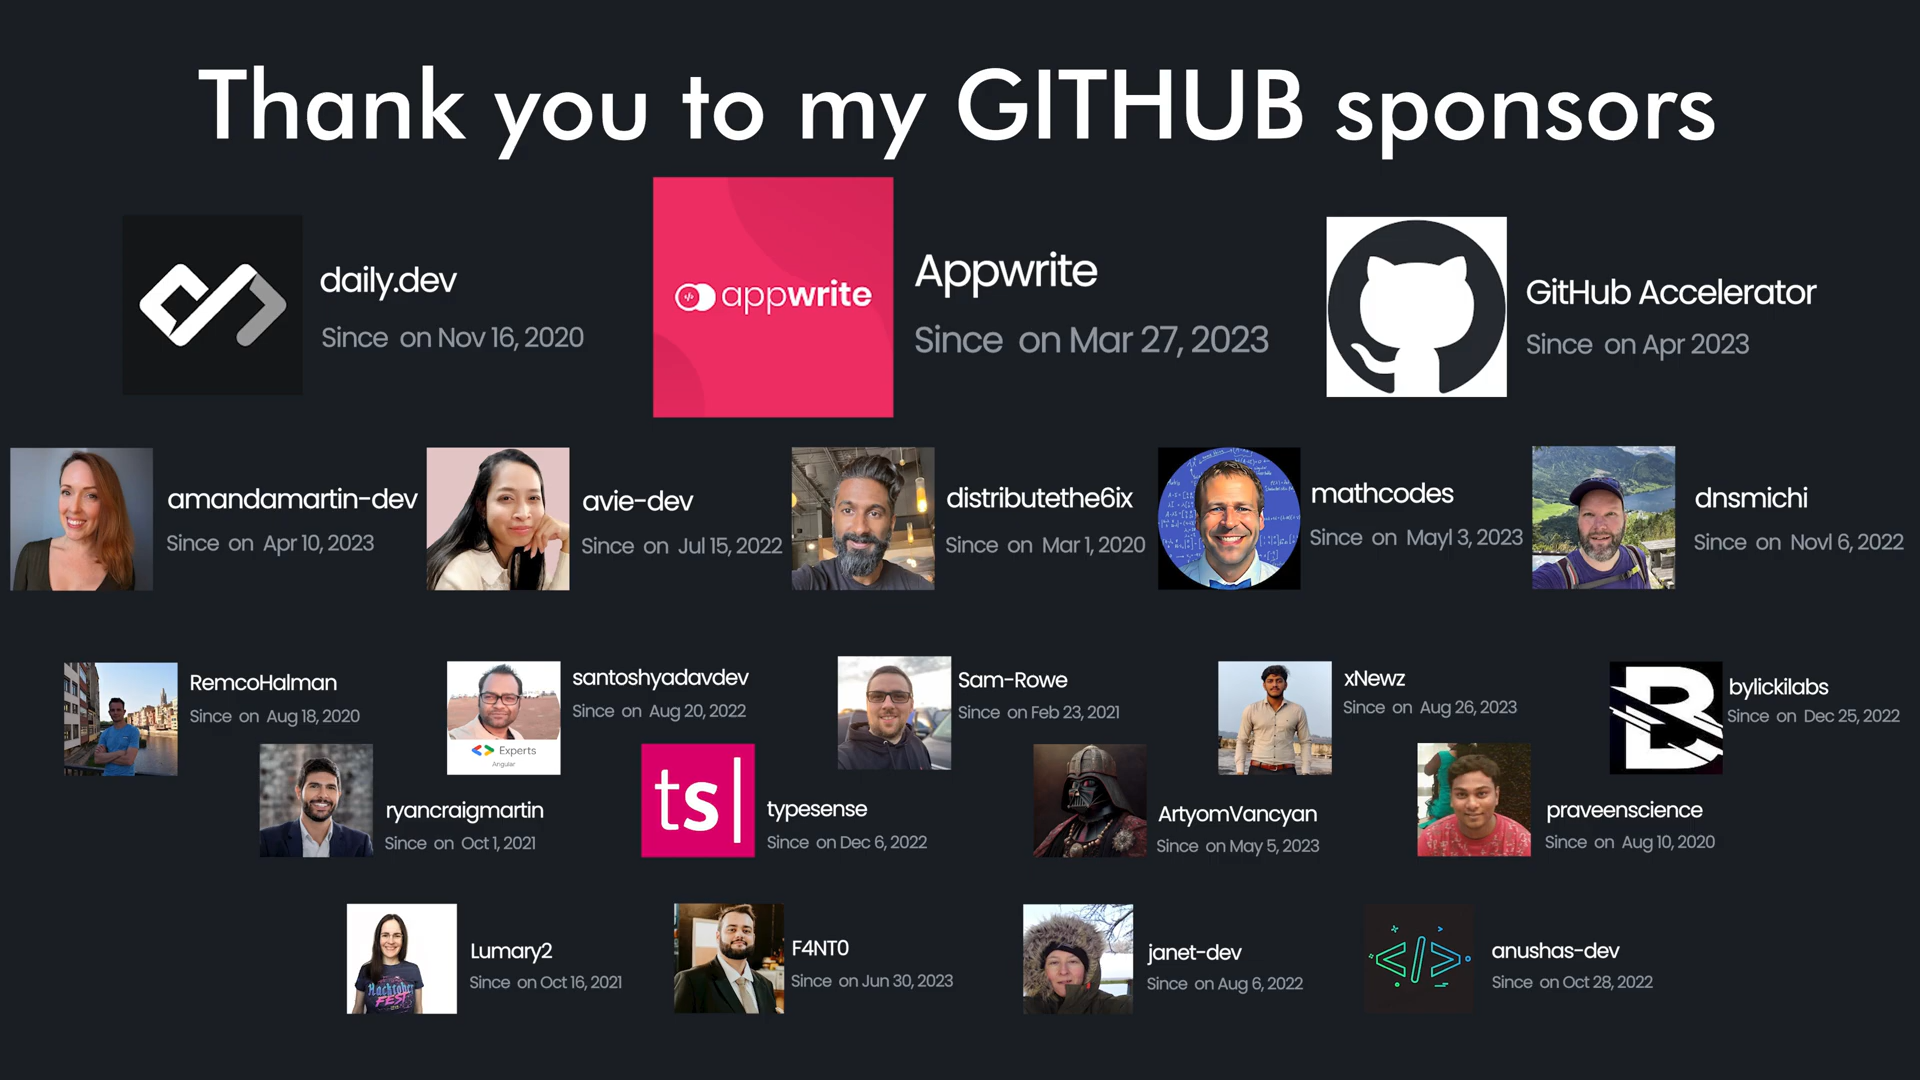 Thank you to my GITHUB sponsors
daily.dev
Since on Nov 16, 2020
appwrite
Appwrite
Since on Mar 27, 2023
GitHub Accelerator
Since on Apr 2023
amandamartin-dev
Since on Apr 10, 2023
avie-dev
Since on Jul 15, 2022
distributethe6ix
Since on Mar 1, 2020
mathcodes
Since on Mayl 3, 2023
dnsmichi
Since on Novl 6, 2022
RemcoHalman
Since on Aug 18, 2020
Experts
Angular
santoshyadavdev
Since on Aug 20, 2022
Sam-Rowe
Since on Feb 23, 2021
xNewz
Since on Aug 26, 2023
B
bylickilabs
Since on Dec 25, 2022
ryancraigmartin
Since on Oct 1, 2021
ts|
typesense
Since on Dec 6, 2022
ArtyomVancyan
Since on May 5, 2023
praveenscience
Since on Aug 10, 2020
Hacktober
FEST
Lumary2
Since on Oct 16, 2021
F4NT0
Since on Jun 30, 2023
janet-dev
Since on Aug 6, 2022
</>
anushas-dev
Since on Oct 28, 2022